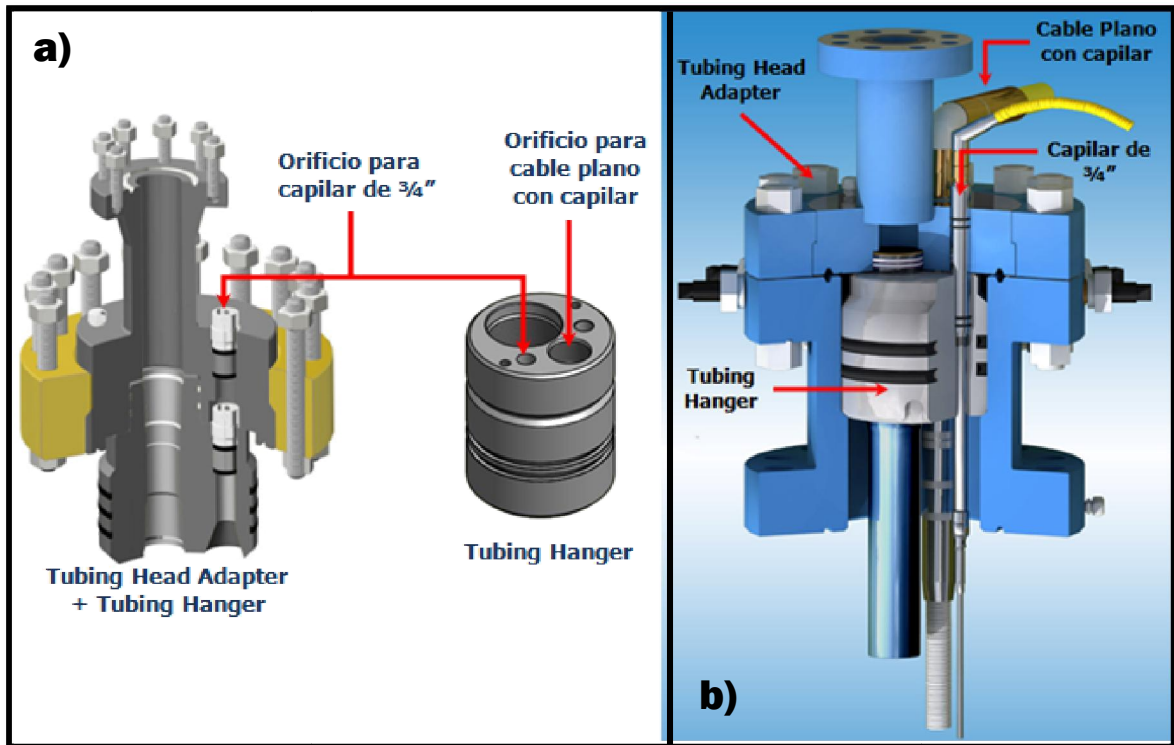 a)
Orificio para
capilar de ¾”
Orificio para
cable plano
con capilar
Tubing Head Adapter
+ Tubing Hanger
Tubing Hanger
Cable Plano
con capilar
Tubing Head
Adapter
Capilar de
¾”
Tubing
Hanger
b)